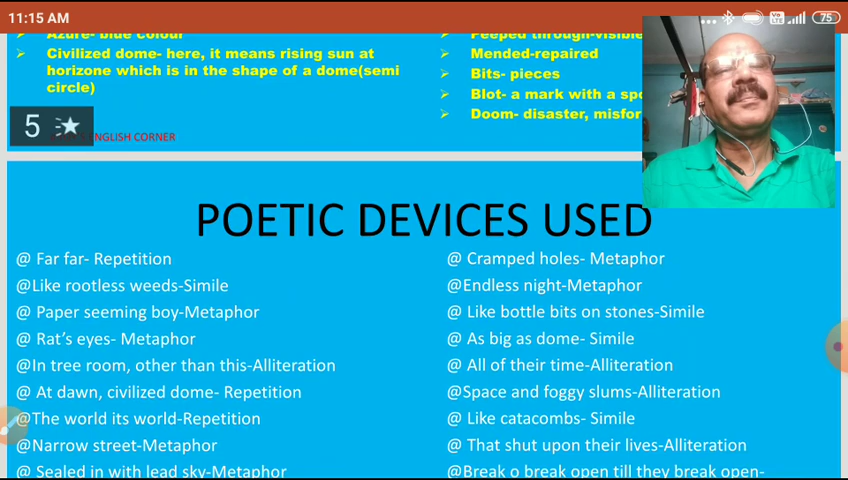 11:15 AM
Vo
LTE
75
Azure- blue colour
Civilized dome- here, it means rising sun at
horizone which is in the shape of a dome(semi
circle)
5
ENGLISH CORNER
Peeped through-visible
Mended-repaired
Bits- pieces
Blot- a mark with a spo
Doom- disaster, misfor
POETIC DEVICES USED
@ Far far- Repetition
@Like rootless weeds-Simile
@ Paper seeming boy-Metaphor
@ Rat's eyes- Metaphor
@In tree room, other than this-Alliteration
@ At dawn, civilized dome- Repetition
@The world its world-Repetition
@Narrow street-Metaphor
@ Sealed in with lead sky-Metaphor
@ Cramped holes- Metaphor
@Endless night-Metaphor
@ Like bottle bits on stones-Simile
@ As big as dome- Simile
@ All of their time-Alliteration
@Space and foggy slums-Alliteration
@ Like catacombs- Simile
@ That shut upon their lives-Alliteration
@Break o break open till they break open-